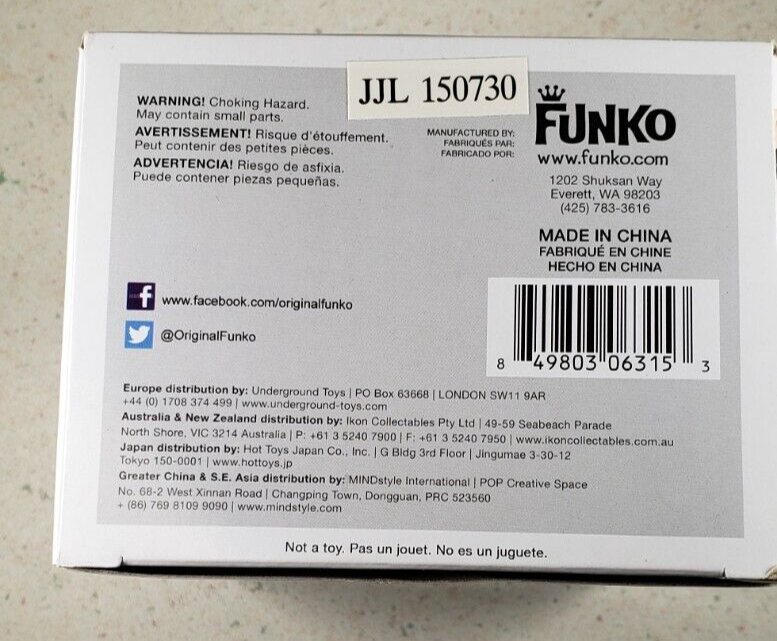 JJL 150730
WARNING! Choking Hazard.
May contain small parts.
AVERTISSEMENT! Risque d'étouffement.
Peut contenir des petites pièces.
ADVERTENCIA! Riesgo de asfixia.
Puede contener piezas pequeñas.
MANUFACTURED BY:
FABRIQUÉS PAR:
FABRICADO POR:
FUNKO
www.funko.com
1202 Shuksan Way
Everett, WA 98203
(425) 783-3616
MADE IN CHINA
FABRIQUÉ EN CHINE
HECHO EN CHINA
f www.facebook.com/originalfunko
@OriginalFunko
8 49803 06315 3
Europe distribution by: Underground Toys | PO Box 63668 | LONDON SW11 9AR
+44 (0) 1708 374 499 | www.underground-toys.com
Australia & New Zealand distribution by: Ikon Collectables Pty Ltd | 49-59 Seabeach Parade
North Shore, VIC 3214 Australia | P: +61 3 5240 7900 | F: +61 3 5240 7950 | www.ikoncollectables.com.au
Japan distribution by: Hot Toys Japan Co., Inc. | G Bldg 3rd Floor | Jingumae 3-30-12
Tokyo 150-0001 | www.hottoys.jp
Greater China & S.E. Asia distribution by: MINDstyle International | POP Creative Space
No. 68-2 West Xinnan Road | Changping Town, Dongguan, PRC 523560
+ (86) 769 8109 9090 | www.mindstyle.com
Not a toy. Pas un jouet. No es un juguete.